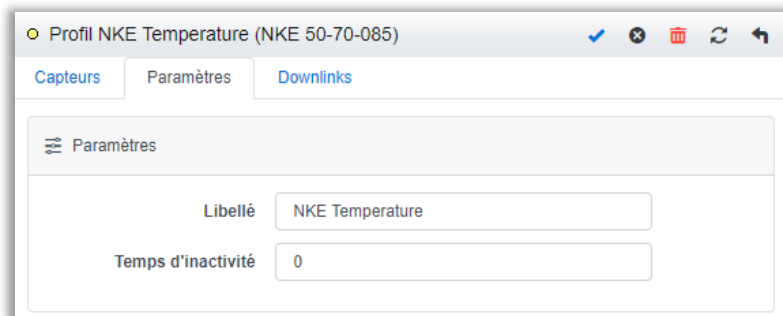 Profil NKE Temperature (NKE 50-70-085)
Capteurs Paramètres Downlinks
Paramètres
Libellé NKE Temperature
Temps d'inactivité 0